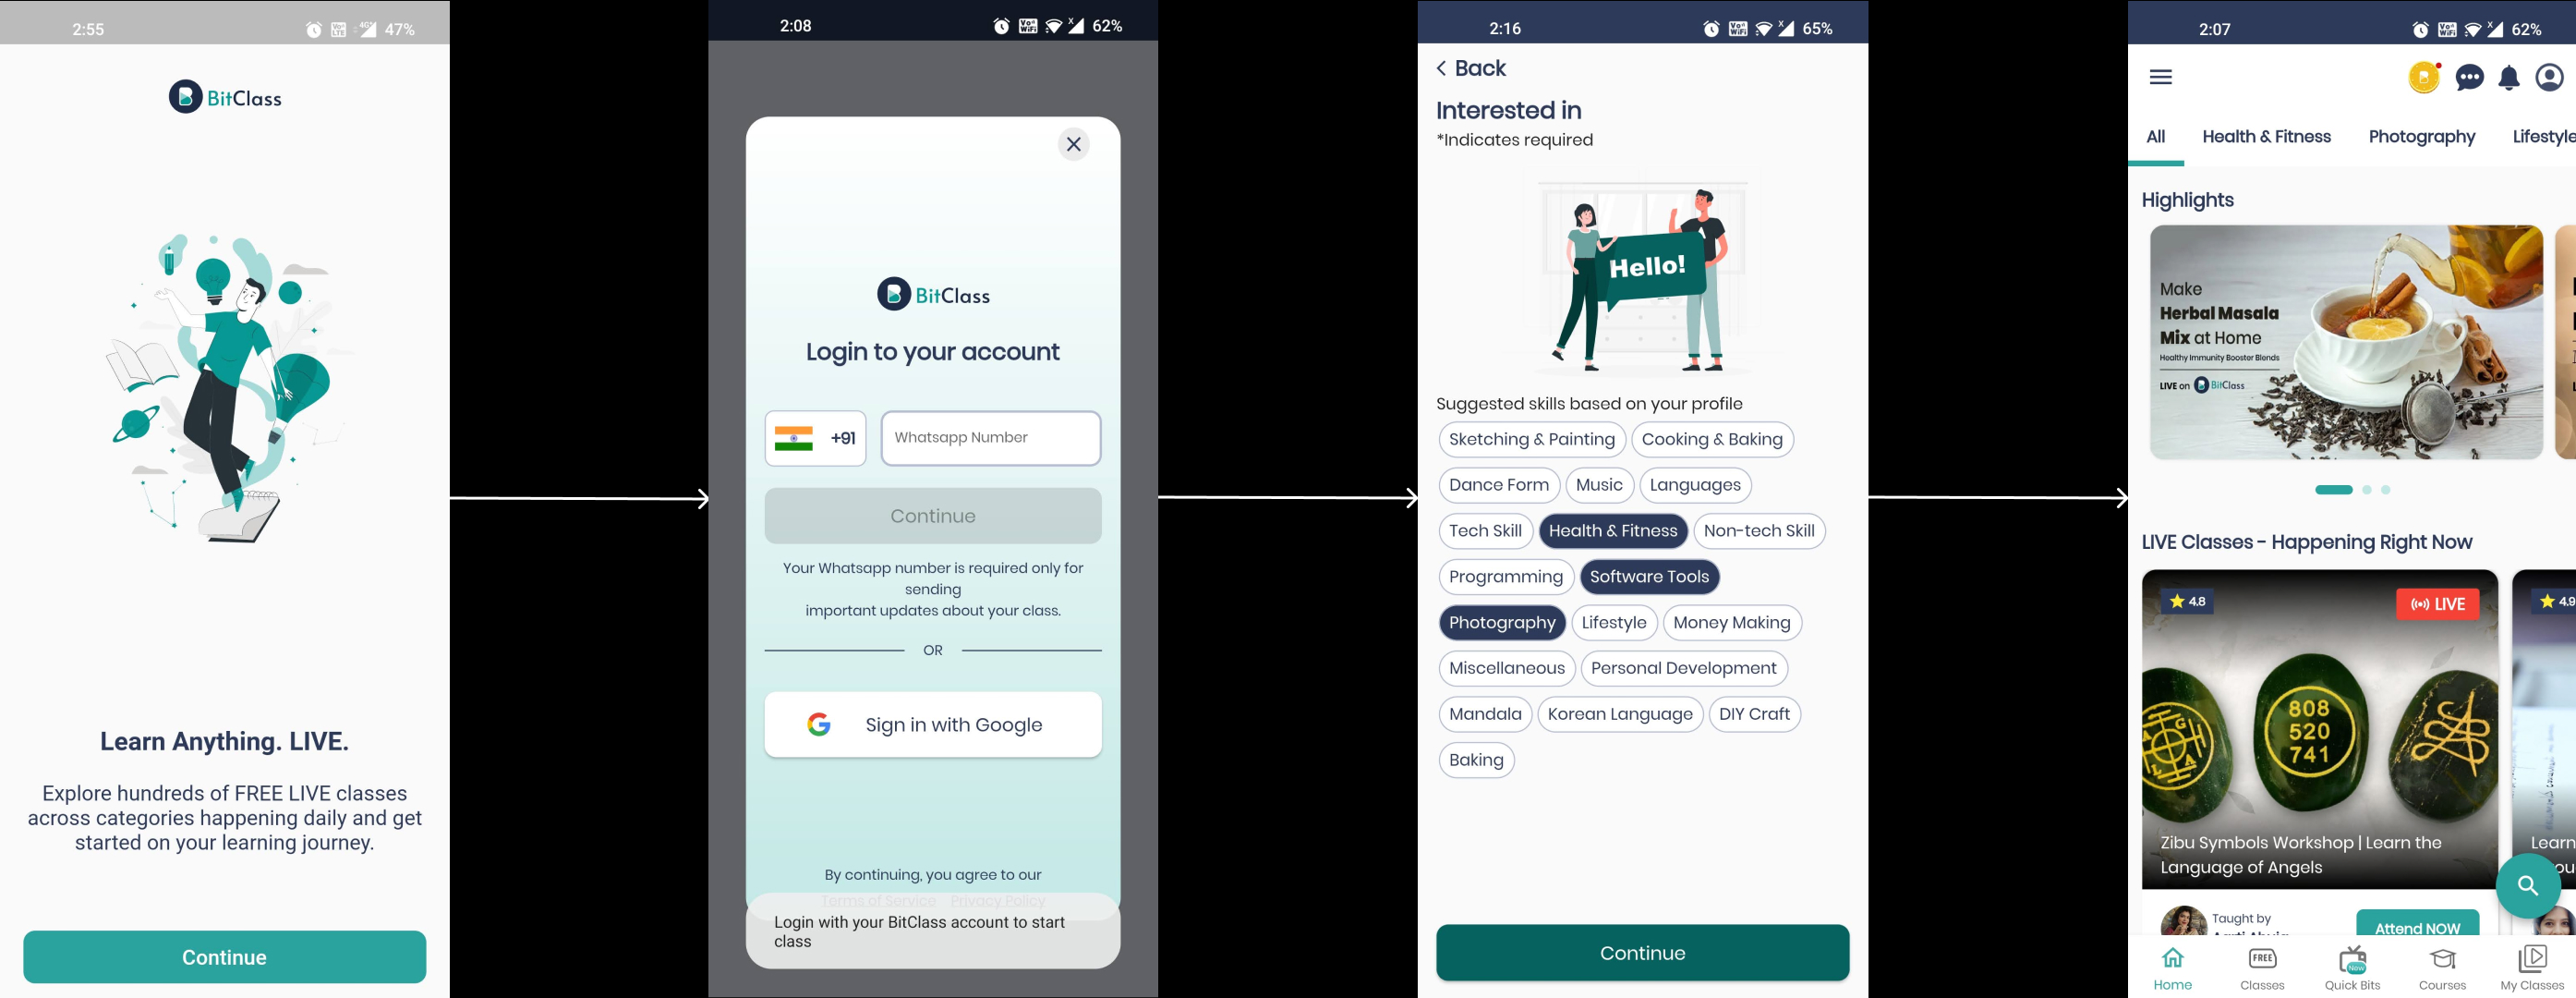 2:55
47%
BitClass
Learn Anything. LIVE.
Explore hundreds of FREE LIVE classes
across categories happening daily and get
started on your learning journey.
Continue
2:08
62%
BitClass
Login to your account
+91
Whatsapp Number
Continue
Your Whatsapp number is required only for
sending
important updates about your class.
OR
Sign in with Google
By continuing, you agree to our
Terms of Service Privacy Policy
Login with your BitClass account to start
class
2:16
65%
Back
Interested in
*Indicates required
Hello!
Suggested skills based on your profile
Sketching & Painting Cooking & Baking
Dance Form Music Languages
Tech Skill Health & Fitness Non-tech Skill
Programming Software Tools
Photography Lifestyle Money Making
Miscellaneous Personal Development
Mandala Korean Language DIY Craft
Baking
Continue
2:07
62%
All Health & Fitness Photography Lifestyle
Highlights
Make
Herbal Masala
Mix at Home
Healthy Immunity Booster Blends
LIVE on BitClass
LIVE Classes - Happening Right Now
4.8
LIVE
4.9
808
520
741
Zibu Symbols Workshop | Learn the
Language of Angels
Learn
Taught by
Attend NOW
FREE
Now
Home Classes Quick Bits Courses My Classes